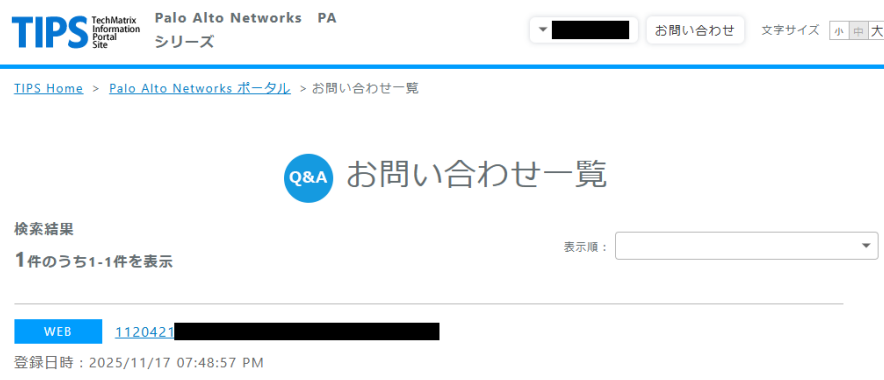 TIPS TechMatrix Information Portal Site
Palo Alto Networks PA シリーズ
お問い合わせ
文字サイズ 小 中 大
TIPS Home > Palo Alto Networks ポータル > お問い合わせ一覧
Q&A お問い合わせ一覧
検索結果
1件のうち1-1件を表示
表示順：
WEB 1120421
登録日時：2025/11/17 07:48:57 PM